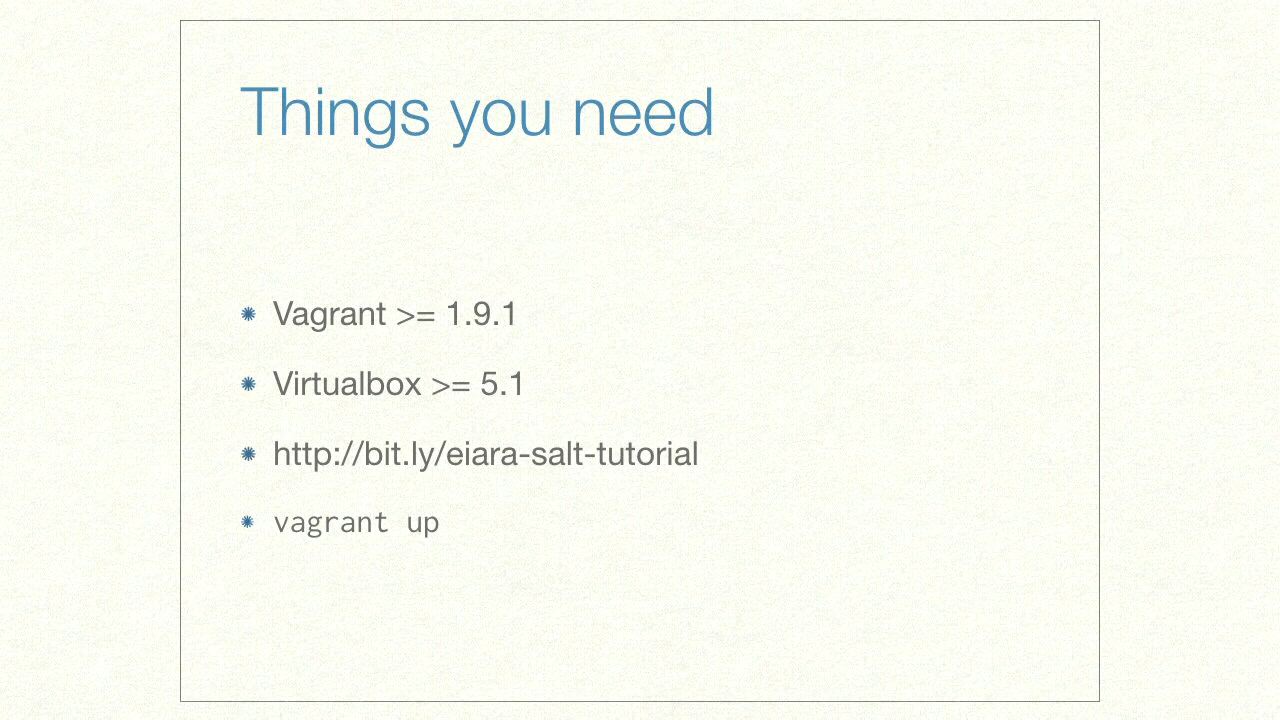 Things you need
Vagrant >= 1.9.1
Virtualbox >= 5.1
http://bit.ly/eiara-salt-tutorial
vagrant up